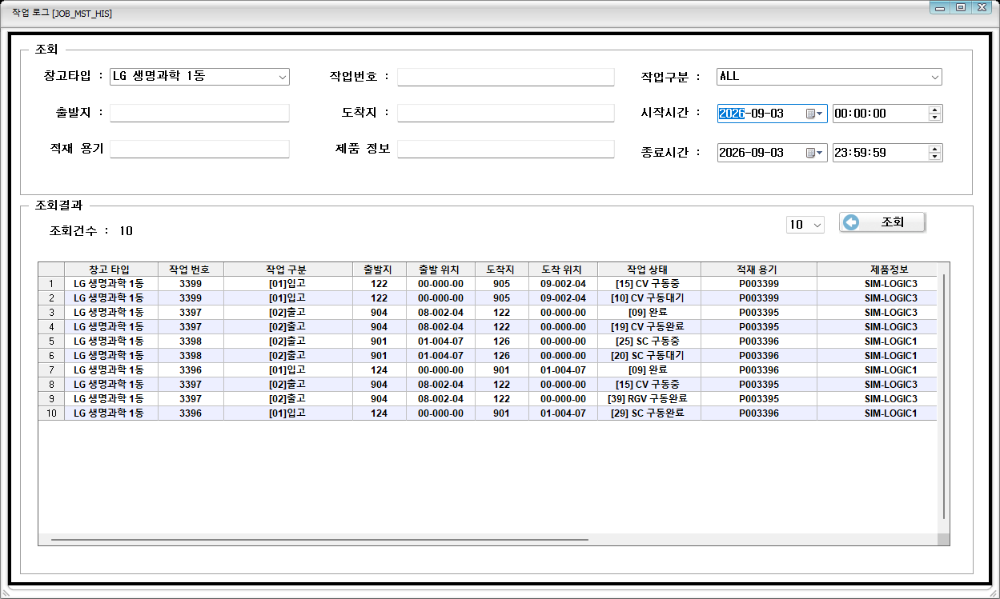 작업 로그 [JOB_MST_HIS]
조회
창고타입 : LG 생명과학 1동 작업번호 : 작업구분 : ALL
출발지 : 도착지 : 시작시간 : 2026-09-03 00:00:00
적재 용기 제품 정보 종료시간 : 2026-09-03 23:59:59
조회결과
조회건수 : 10 10 조회
창고 타입 작업 번호 작업 구분 출발지 출발 위치 도착지 도착 위치 작업 상태 적재 용기 제품정보
1 LG 생명과학 1동 3399 [01]입고 122 00-000-00 905 09-002-04 [15] CV 구동중 P003399 SIM-LOGIC3
2 LG 생명과학 1동 3399 [01]입고 122 00-000-00 905 09-002-04 [10] CV 구동대기 P003399 SIM-LOGIC3
3 LG 생명과학 1동 3397 [02]출고 904 08-002-04 122 00-000-00 [09] 완료 P003395 SIM-LOGIC3
4 LG 생명과학 1동 3397 [02]출고 904 08-002-04 122 00-000-00 [19] CV 구동완료 P003395 SIM-LOGIC3
5 LG 생명과학 1동 3398 [02]출고 901 01-004-07 126 00-000-00 [25] SC 구동중 P003396 SIM-LOGIC1
6 LG 생명과학 1동 3398 [02]출고 901 01-004-07 126 00-000-00 [20] SC 구동대기 P003396 SIM-LOGIC1
7 LG 생명과학 1동 3396 [01]입고 124 00-000-00 901 01-004-07 [09] 완료 P003396 SIM-LOGIC1
8 LG 생명과학 1동 3397 [02]출고 904 08-002-04 122 00-000-00 [15] CV 구동중 P003395 SIM-LOGIC3
9 LG 생명과학 1동 3397 [02]출고 904 08-002-04 122 00-000-00 [39] RGV 구동완료 P003395 SIM-LOGIC3
10 LG 생명과학 1동 3396 [01]입고 124 00-000-00 901 01-004-07 [29] SC 구동완료 P003396 SIM-LOGIC1